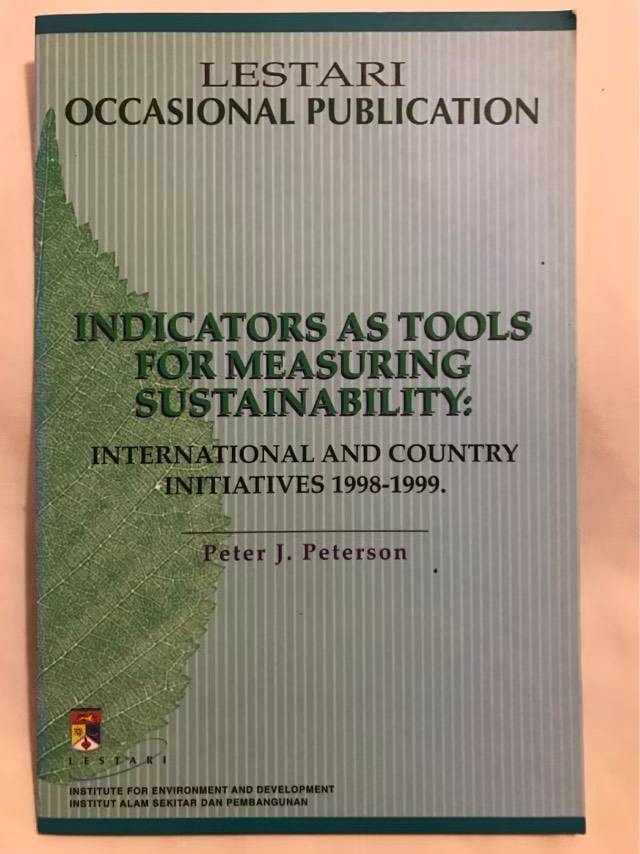 LESTARI
OCCASIONAL PUBLICATION
INDICATORS AS TOOLS
FOR MEASURING
SUSTAINABILITY:
INTERNATIONAL AND COUNTRY
INITIATIVES 1998-1999.
Peter J. Peterson
LESTARI
INSTITUTE FOR ENVIRONMENT AND DEVELOPMENT
INSTITUT ALAM SEKITAR DAN PEMBANGUNAN